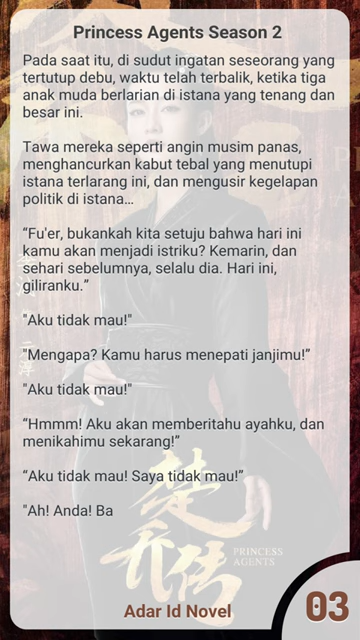 Princess Agents Season 2
Pada saat itu, di sudut ingatan seseorang yang
tertutup debu, waktu telah terbalik, ketika tiga
anak muda berlarian di istana yang tenang dan
besar ini.
Tawa mereka seperti angin musim panas,
menghancurkan kabut tebal yang menutupi
istana terlarang ini, dan mengusir kegelapan
politik di istana…
“Fu'er, bukankah kita setuju bahwa hari ini
kamu akan menjadi istriku? Kemarin, dan
sehari sebelumnya, selalu dia. Hari ini,
giliranku.”
"Aku tidak mau!"
"Mengapa? Kamu harus menepati janjimu!”
"Aku tidak mau!"
“Hmmm! Aku akan memberitahu ayahku, dan
menikahimu sekarang!”
“Aku tidak mau! Saya tidak mau!”
"Ah! Anda! Ba
楚乔传
PRINCESS
AGENTS
Adar Id Novel
03